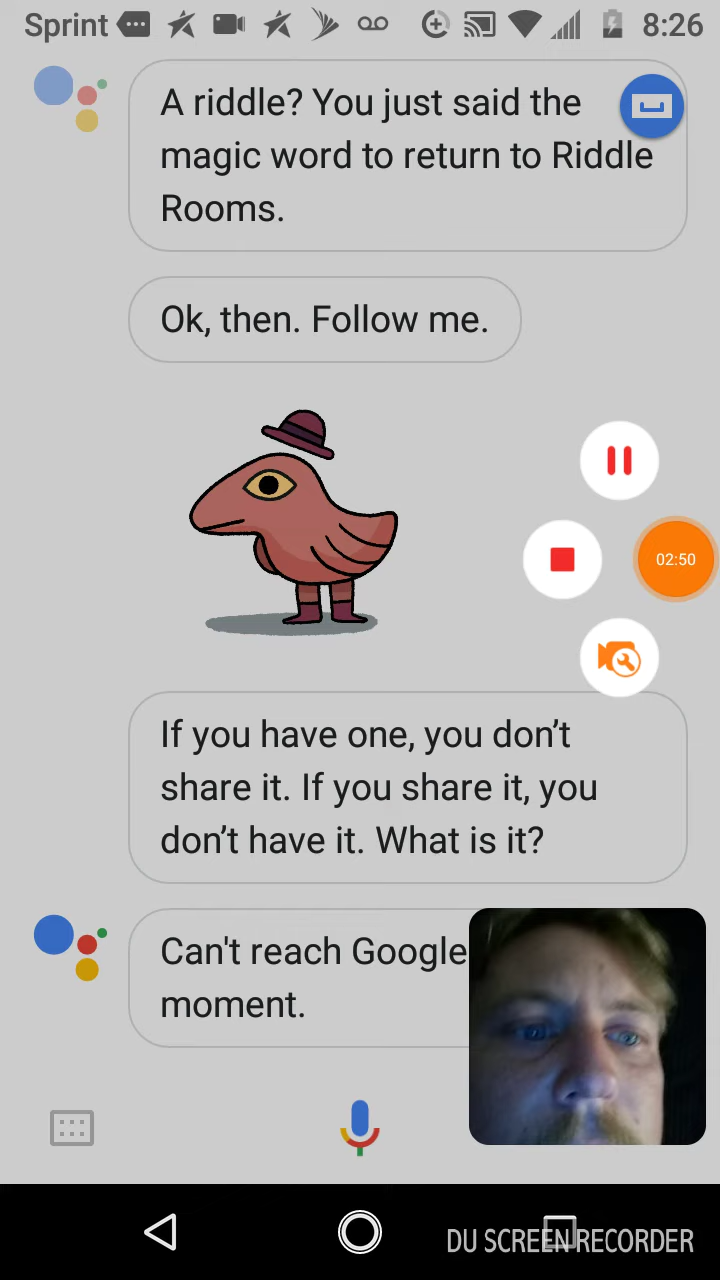 Sprint 8:26
A riddle? You just said the
magic word to return to Riddle
Rooms.
Ok, then. Follow me.
02:50
If you have one, you don't
share it. If you share it, you
don't have it. What is it?
Can't reach Google
moment.
DU SCREEN RECORDER